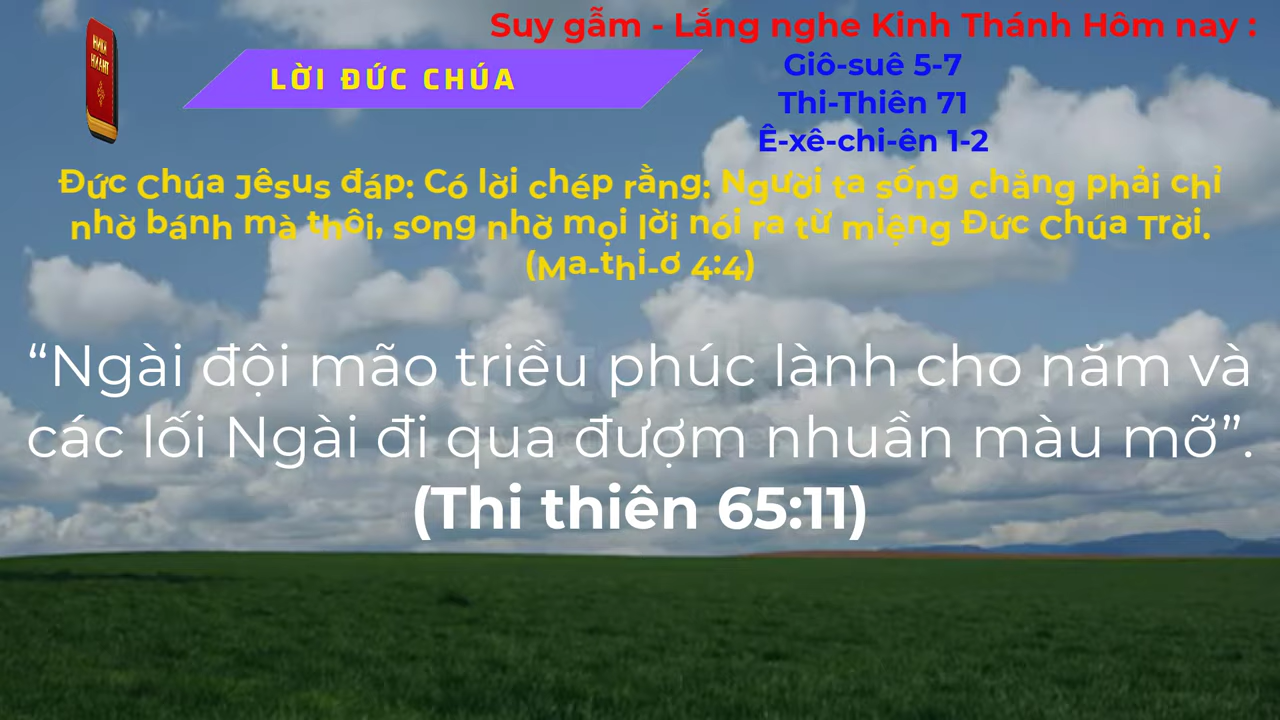 Suy gẫm - Lắng nghe Kinh Thánh Hôm nay :
LỜI ĐỨC CHÚA
Giô-suê 5-7
Thi-Thiên 71
Ê-xê-chi-ên 1-2
Đức Chúa Jêsus đáp: Có lời chép rằng: Người ta sống chẳng phải chỉ
nhờ bánh mà thôi, song nhờ mọi lời nói ra từ miệng Đức Chúa Trời.
(Ma-thi-ơ 4:4)
“Ngài đội mão triều phúc lành cho năm và
các lối Ngài đi qua đượm nhuần màu mỡ”.
(Thi thiên 65:11)